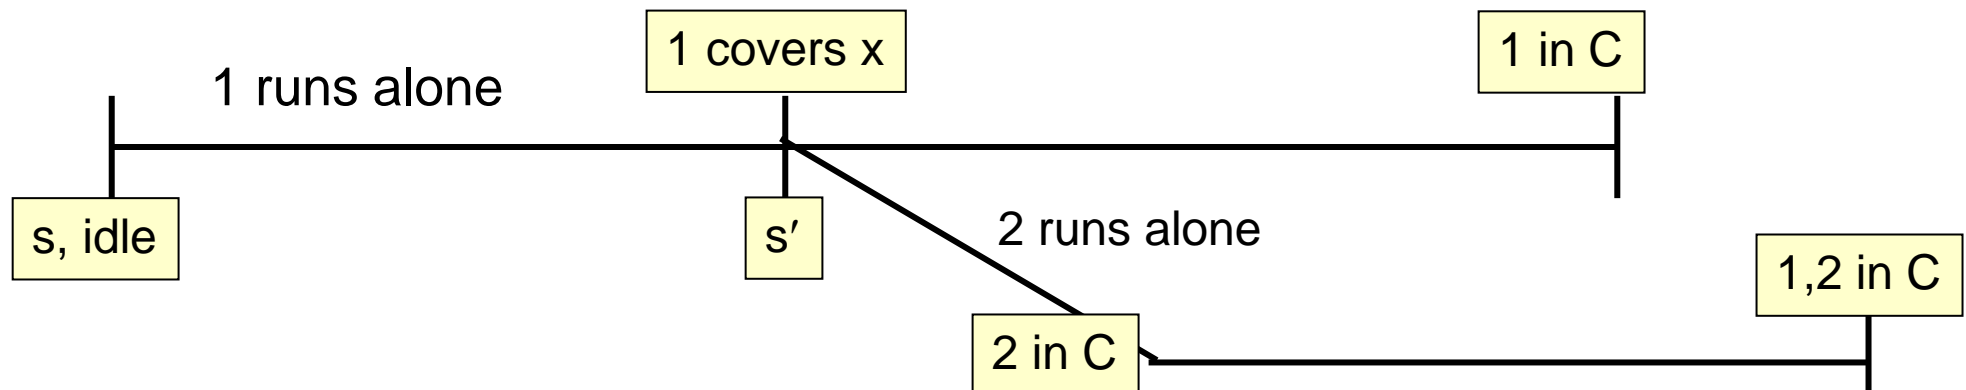 1 covers x
1 in C
1 runs alone
s, idle
s′
2 runs alone
1,2 in C
2 in C